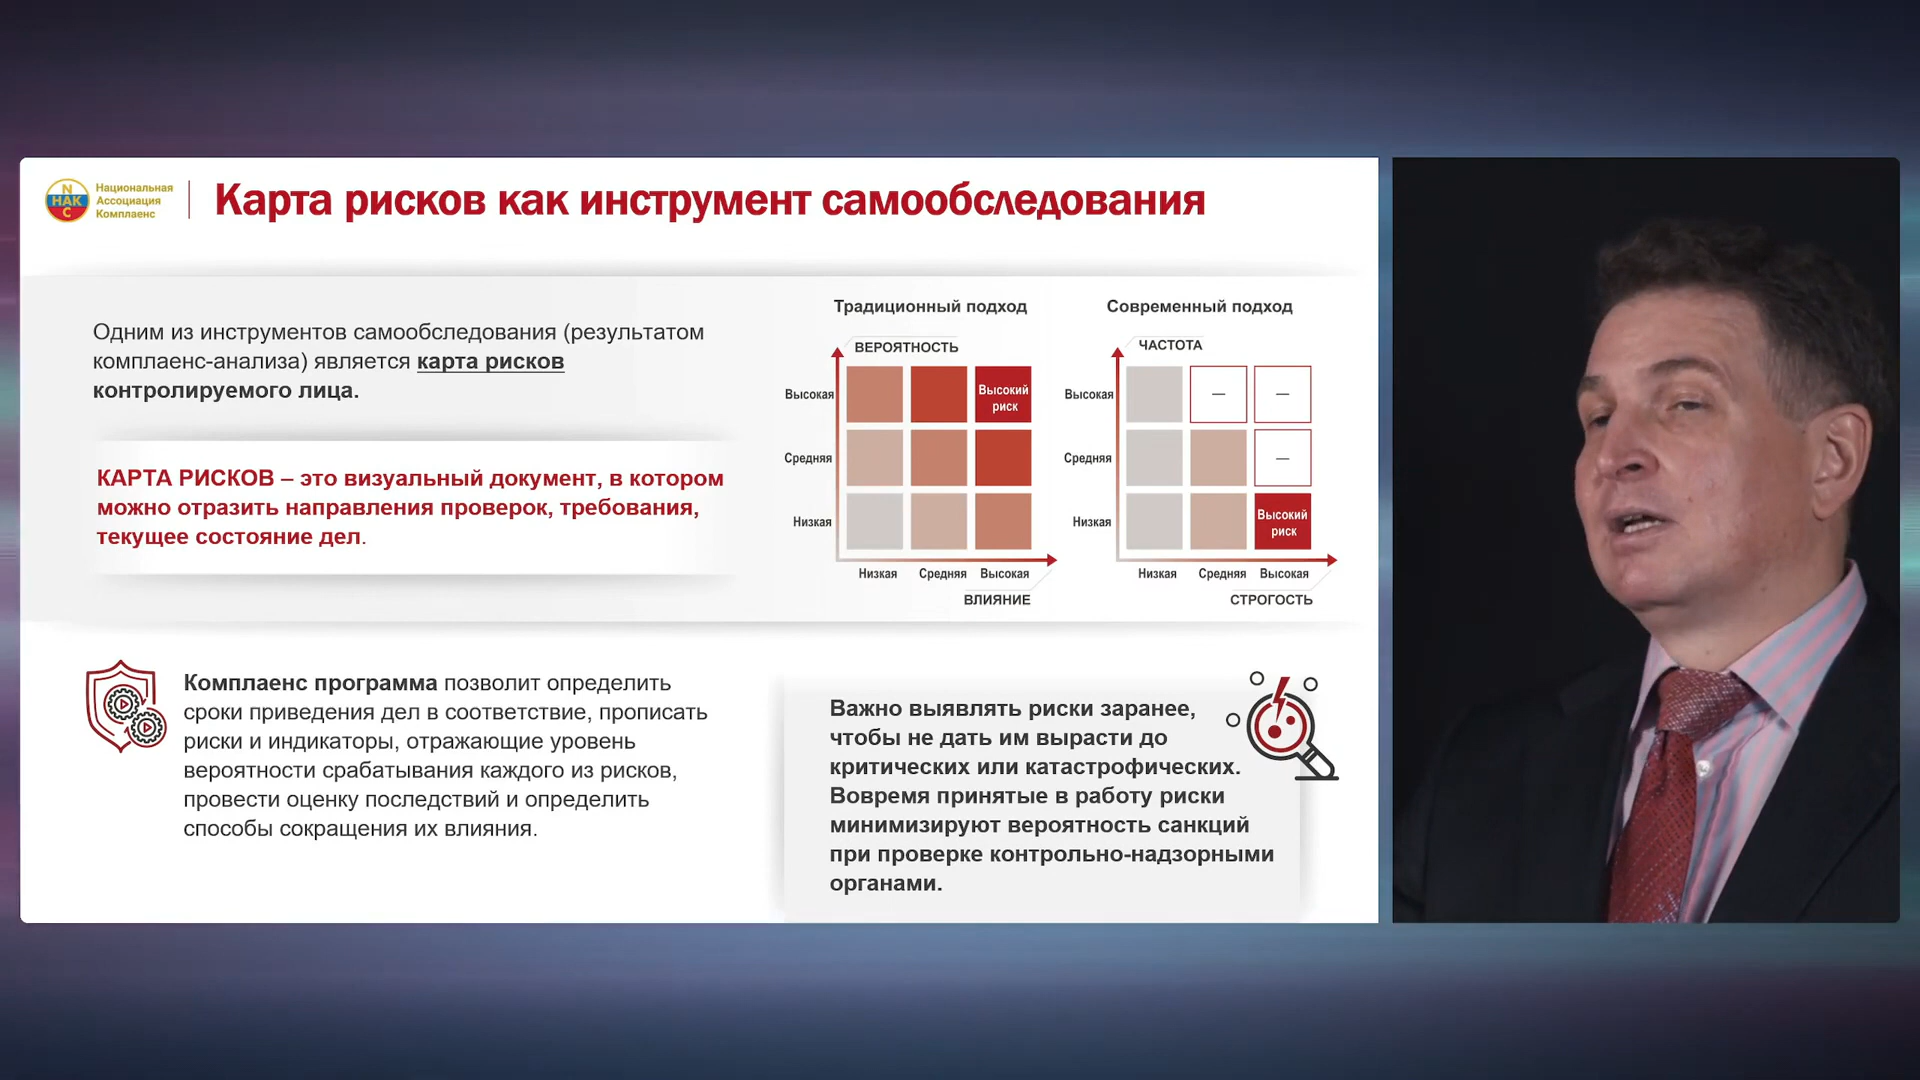 N
НАК
C
Национальная
Ассоциация
Комплаенс
Карта рисков как инструмент самообследования
Одним из инструментов самообследования (результатом
комплаенс-анализа) является карта рисков
контролируемого лица.
КАРТА РИСКОВ – это визуальный документ, в котором
можно отразить направления проверок, требования,
текущее состояние дел.
Традиционный подход
ВЕРОЯТНОСТЬ
Высокая
Высокий
риск
Средняя
Низкая
Низкая Средняя Высокая
ВЛИЯНИЕ
Современный подход
ЧАСТОТА
Высокая
— —
Средняя
—
Низкая
Высокий
риск
Низкая Средняя Высокая
СТРОГОСТЬ
Комплаенс программа позволит определить
сроки приведения дел в соответствие, прописать
риски и индикаторы, отражающие уровень
вероятности срабатывания каждого из рисков,
провести оценку последствий и определить
способы сокращения их влияния.
Важно выявлять риски заранее,
чтобы не дать им вырасти до
критических или катастрофических.
Вовремя принятые в работу риски
минимизируют вероятность санкций
при проверке контрольно-надзорными
органами.